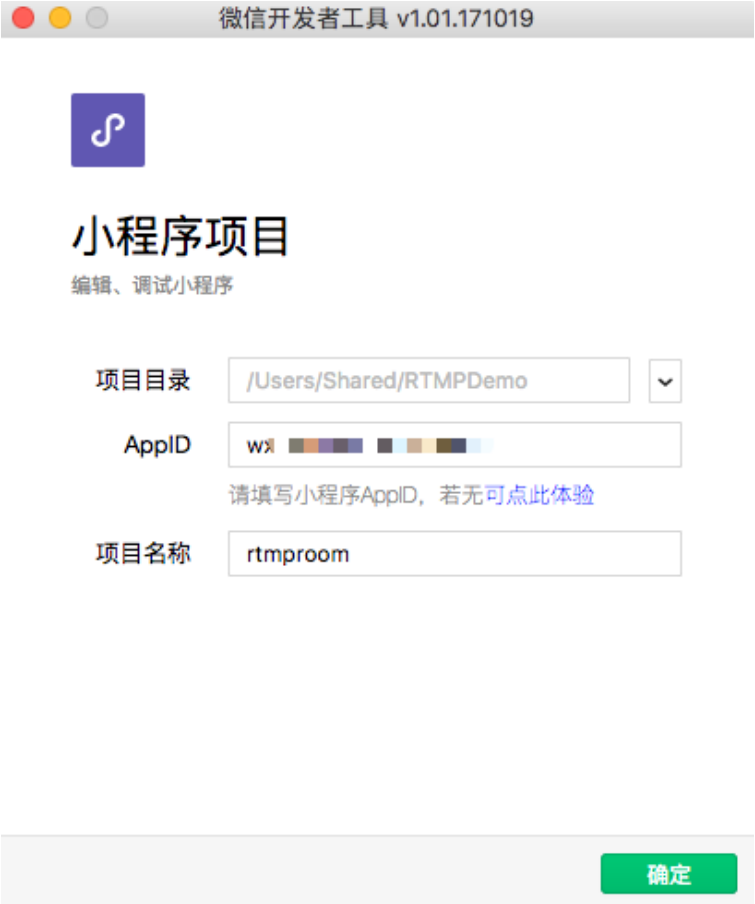 微信开发者工具 v1.01.171019
小程序项目
编辑、调试小程序
项目目录 /Users/Shared/RTMPDemo
AppID wx
请填写小程序AppID，若无可点此体验
项目名称 rtmproom
确定